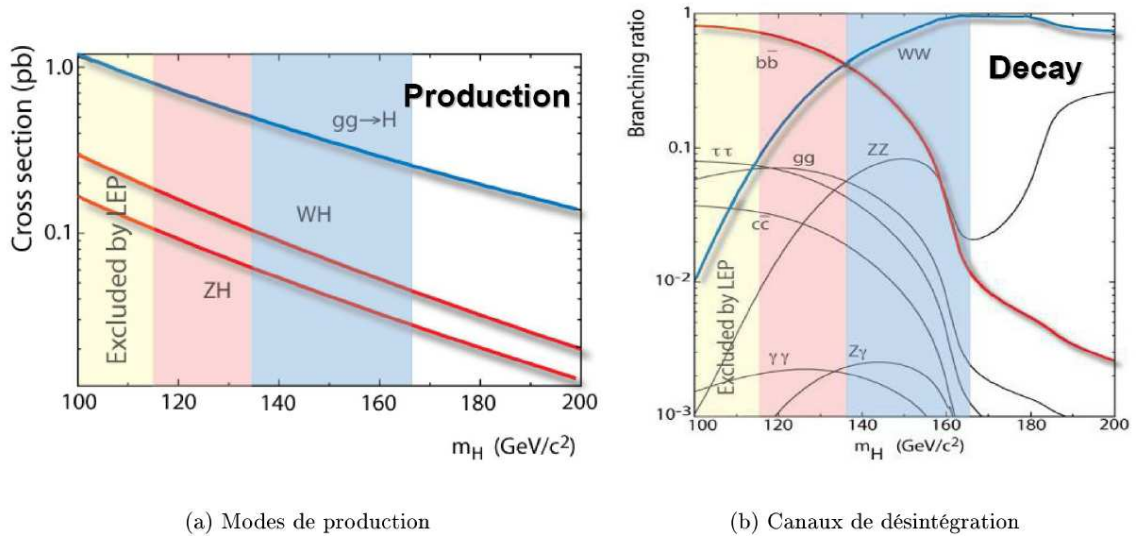 Cross section (pb)
1.0
0.1
Production
gg→H
WH
ZH
Excluded by LEP
100
120
140
160
180
200
m_H (GeV/c²)
(a) Modes de production
Branching ratio
1
0.1
10⁻²
10⁻³
bb̄
WW
Decay
ττ
gg
ZZ
cc̄
Excluded by LEP
γγ
Zγ
100
120
140
160
180
200
m_H (GeV/c²)
(b) Canaux de désintégration